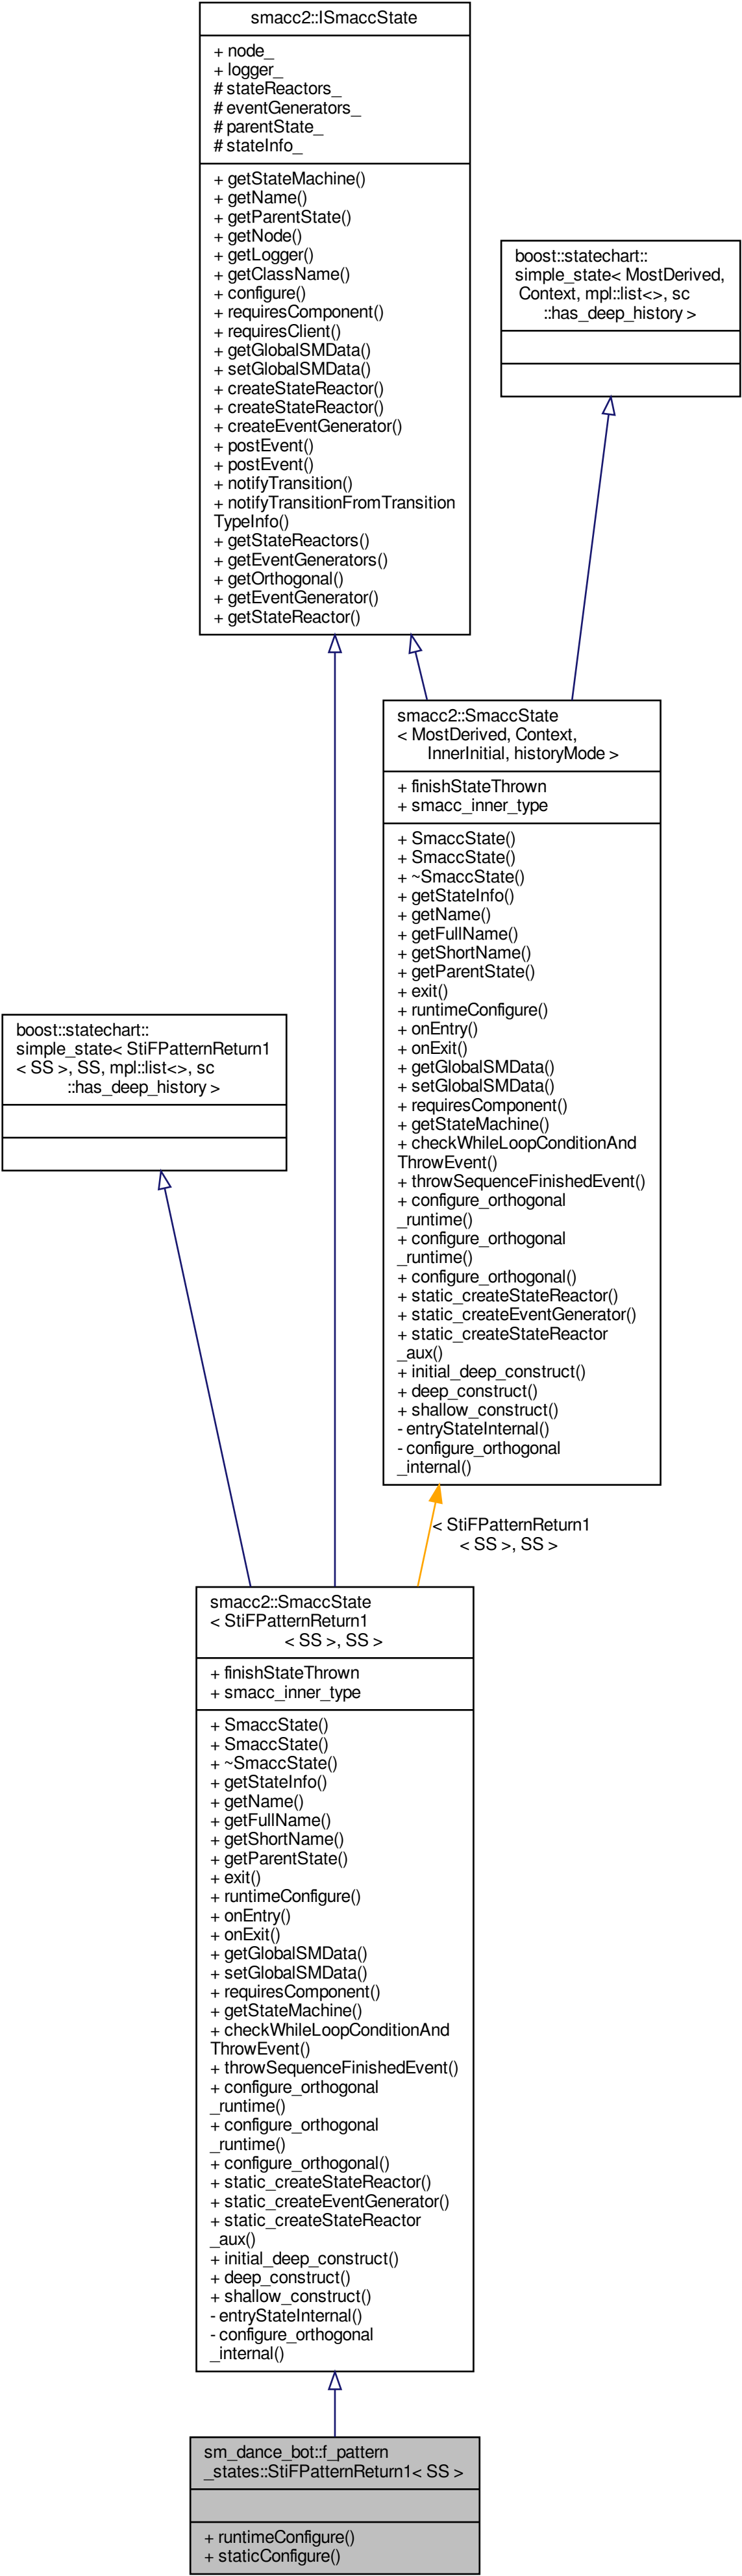 smacc2::ISmaccState
+ node_
+ logger_
# stateReactors_
# eventGenerators_
# parentState_
# stateInfo_
+ getStateMachine()
+ getName()
+ getParentState()
+ getNode()
+ getLogger()
+ getClassName()
+ configure()
+ requiresComponent()
+ requiresClient()
+ getGlobalSMData()
+ setGlobalSMData()
+ createStateReactor()
+ createStateReactor()
+ createEventGenerator()
+ postEvent()
+ postEvent()
+ notifyTransition()
+ notifyTransitionFromTransition
TypeInfo()
+ getStateReactors()
+ getEventGenerators()
+ getOrthogonal()
+ getEventGenerator()
+ getStateReactor()
boost::statechart::
simple_state< MostDerived,
Context, mpl::list<>, sc
::has_deep_history >
smacc2::SmaccState
< MostDerived, Context,
InnerInitial, historyMode >
+ finishStateThrown
+ smacc_inner_type
+ SmaccState()
+ SmaccState()
+ ~SmaccState()
+ getStateInfo()
+ getName()
+ getFullName()
+ getShortName()
+ getParentState()
+ exit()
+ runtimeConfigure()
+ onEntry()
+ onExit()
+ getGlobalSMData()
+ setGlobalSMData()
+ requiresComponent()
+ getStateMachine()
+ checkWhileLoopConditionAnd
ThrowEvent()
+ throwSequenceFinishedEvent()
+ configure_orthogonal
_runtime()
+ configure_orthogonal
_runtime()
+ configure_orthogonal()
+ static_createStateReactor()
+ static_createEventGenerator()
+ static_createStateReactor
_aux()
+ initial_deep_construct()
+ deep_construct()
+ shallow_construct()
- entryStateInternal()
- configure_orthogonal
_internal()
boost::statechart::
simple_state< StiFPatternReturn1
< SS >, SS, mpl::list<>, sc
::has_deep_history >
< StiFPatternReturn1
< SS >, SS >
smacc2::SmaccState
< StiFPatternReturn1
< SS >, SS >
+ finishStateThrown
+ smacc_inner_type
+ SmaccState()
+ SmaccState()
+ ~SmaccState()
+ getStateInfo()
+ getName()
+ getFullName()
+ getShortName()
+ getParentState()
+ exit()
+ runtimeConfigure()
+ onEntry()
+ onExit()
+ getGlobalSMData()
+ setGlobalSMData()
+ requiresComponent()
+ getStateMachine()
+ checkWhileLoopConditionAnd
ThrowEvent()
+ throwSequenceFinishedEvent()
+ configure_orthogonal
_runtime()
+ configure_orthogonal
_runtime()
+ configure_orthogonal()
+ static_createStateReactor()
+ static_createEventGenerator()
+ static_createStateReactor
_aux()
+ initial_deep_construct()
+ deep_construct()
+ shallow_construct()
- entryStateInternal()
- configure_orthogonal
_internal()
sm_dance_bot::f_pattern
_states::StiFPatternReturn1< SS >
+ runtimeConfigure()
+ staticConfigure()